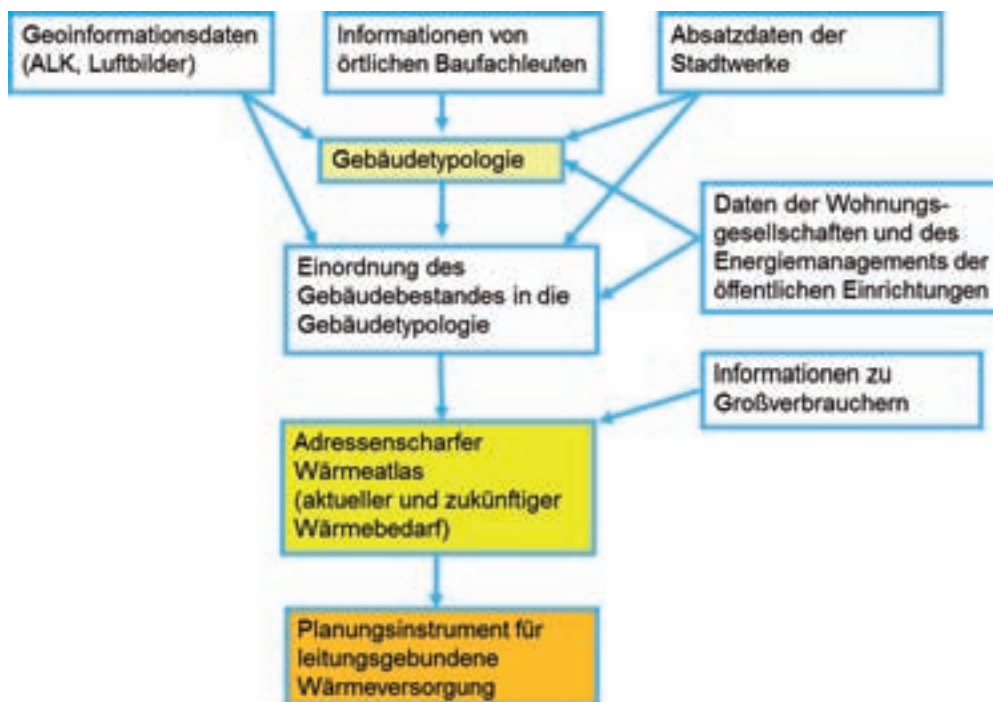 Geoinformationsdaten
(ALK, Luftbilder)
Informationen von
örtlichen Baufachleuten
Absatzdaten der
Stadtwerke
Gebäudetypologie
Daten der Wohnungs-
gesellschaften und des
Energiemanagements der
öffentlichen Einrichtungen
Einordnung des
Gebäudebestandes in die
Gebäudetypologie
Informationen zu
Großverbrauchern
Adressenscharfer
Wärmeatlas
(aktueller und zukünftiger
Wärmebedarf)
Planungsinstrument für
leitungsgebundene
Wärmeversorgung